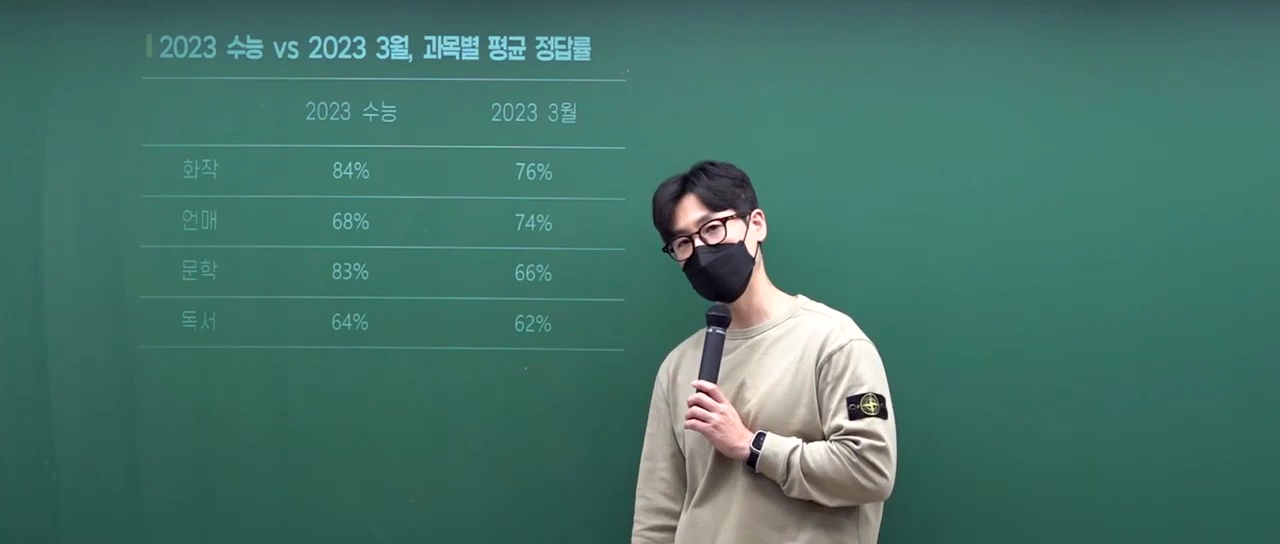 2023 수능 vs 2023 3월, 과목별 평균 정답률
2023 수능 2023 3월
화작 84% 76%
언매 68% 74%
문학 83% 66%
독서 64% 62%